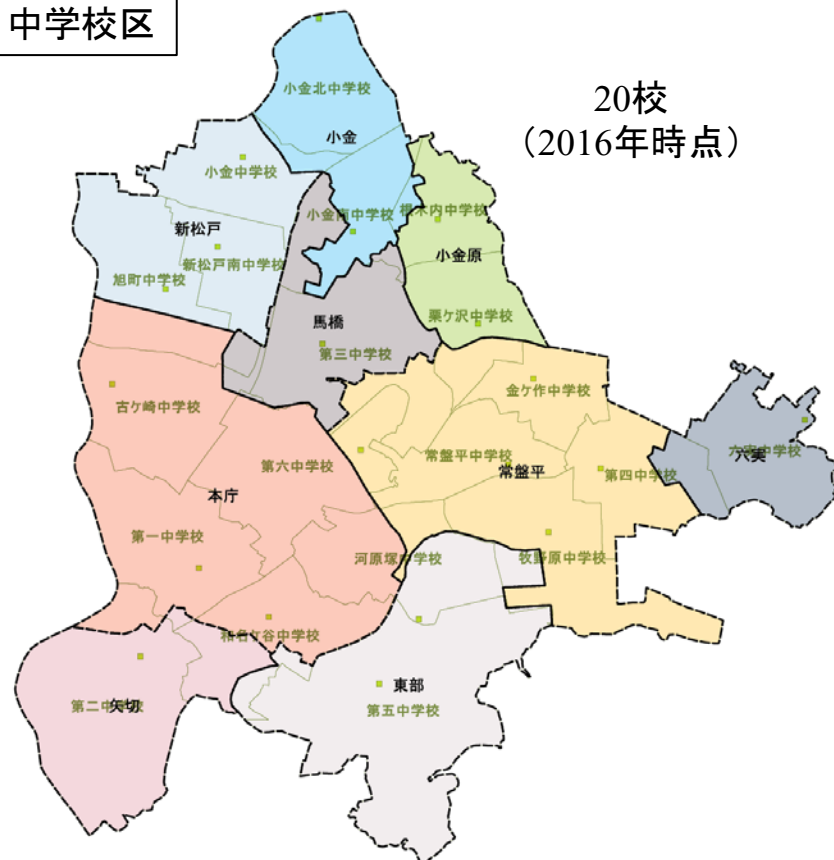 中学校区
20校
（2016年時点）
小金北中学校
小金
小金中学校
小金南中学校
根木内中学校
新松戸
新松戸南中学校
小金原
旭町中学校
馬橋
栗ケ沢中学校
第三中学校
古ケ崎中学校
金ケ作中学校
第六中学校
常盤平中学校
常盤平
第四中学校
六実中学校
六実
本庁
第一中学校
河原塚中学校
牧野原中学校
和名ケ谷中学校
第二中学校
矢切
東部
第五中学校